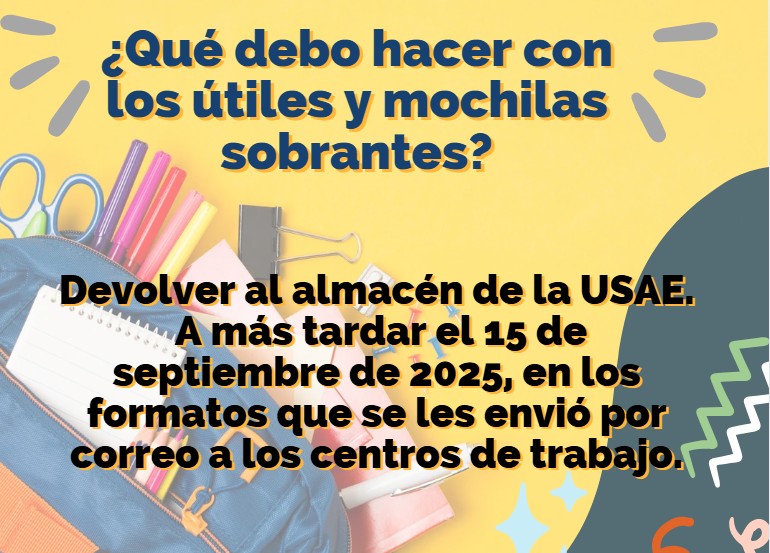 ¿Qué debo hacer con
los útiles y mochilas
sobrantes?
Devolver al almacén de la USAE.
A más tardar el 15 de
septiembre de 2025, en los
formatos que se les envió por
correo a los centros de trabajo.